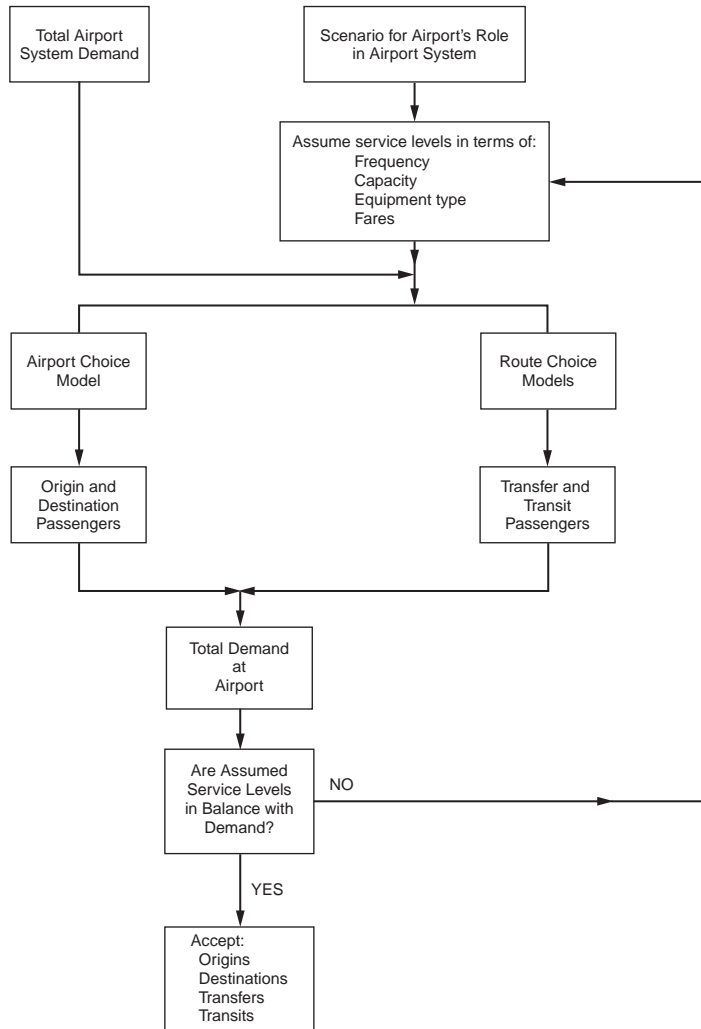 Total Airport
System Demand
Scenario for Airport's Role
in Airport System
Assume service levels in terms of:
Frequency
Capacity
Equipment type
Fares
Airport Choice
Model
Route Choice
Models
Origin and
Destination
Passengers
Transfer and
Transit
Passengers
Total Demand
at
Airport
Are Assumed
Service Levels
in Balance with
Demand?
NO
YES
Accept:
Origins
Destinations
Transfers
Transits